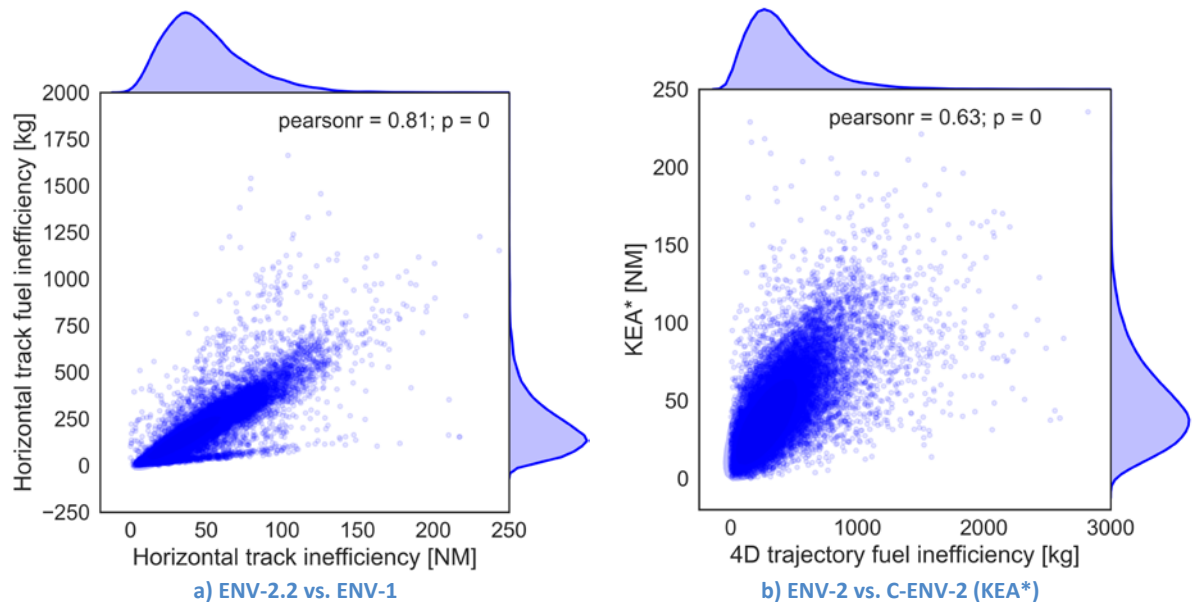 pearsonr = 0.81; p = 0
Horizontal track fuel inefficiency [kg]
2000
1750
1500
1250
1000
750
500
250
0
−250
0 50 100 150 200 250
Horizontal track inefficiency [NM]
a) ENV-2.2 vs. ENV-1
pearsonr = 0.63; p = 0
KEA* [NM]
250
200
150
100
50
0
0 1000 2000 3000
4D trajectory fuel inefficiency [kg]
b) ENV-2 vs. C-ENV-2 (KEA*)